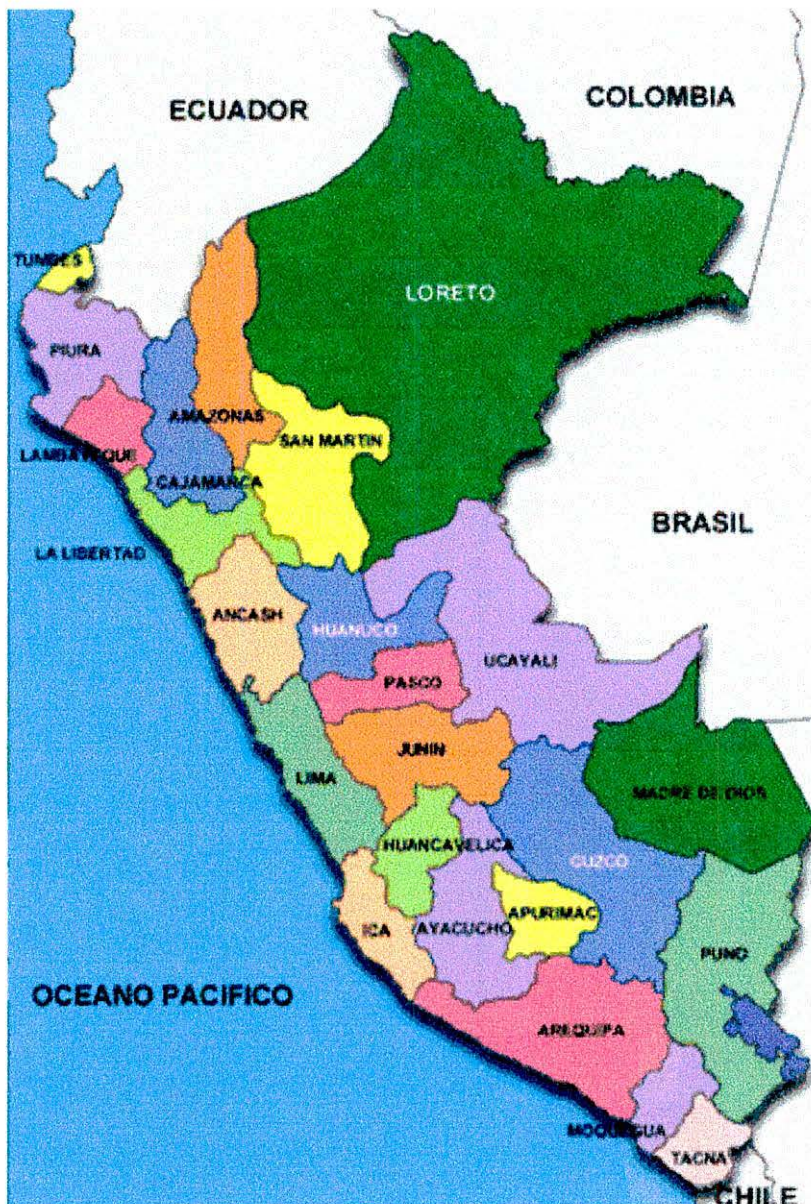 ECUADOR
COLOMBIA
TUMBES
LORETO
PIURA
AMAZONAS
SAN MARTIN
LAMBAYEQUE
CAJAMARCA
BRASIL
LA LIBERTAD
ANCASH
HUANUCO
UCAYALI
PASCO
JUNIN
LIMA
MADRE DE DIOS
HUANCAVELICA
CUZCO
APURIMAC
ICA
AYACUCHO
PUNO
OCEANO PACIFICO
AREQUIPA
MOQUEGUA
TACNA
CHILE